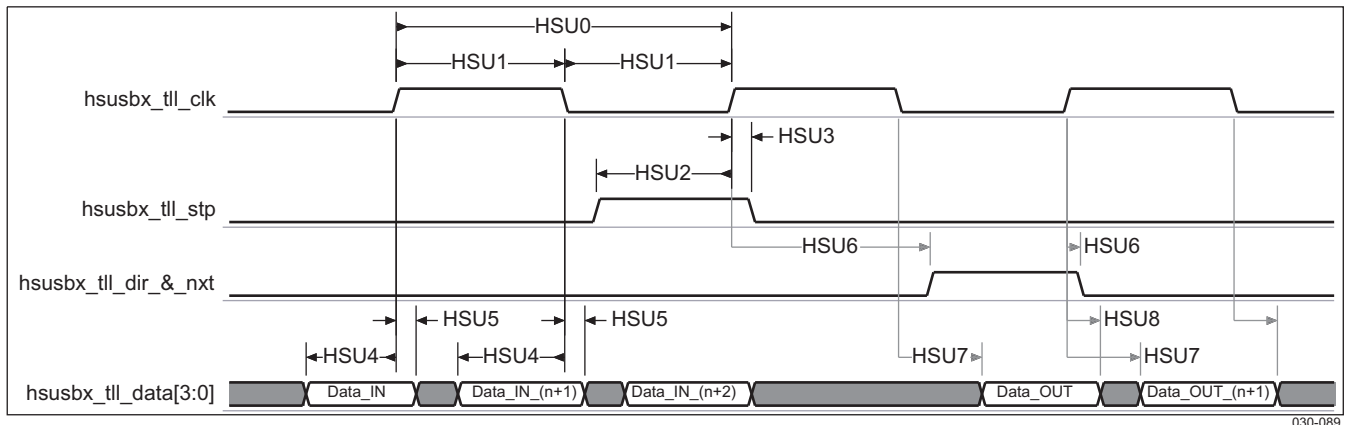 HSU0
HSU1 HSU1
hsusbx_tll_clk
HSU3
HSU2
hsusbx_tll_stp
HSU6 HSU6
hsusbx_tll_dir_&_nxt
HSU5 HSU5 HSU8
HSU4 HSU4 HSU7 HSU7
hsusbx_tll_data[3:0] Data_IN Data_IN_(n+1) Data_IN_(n+2) Data_OUT Data_OUT_(n+1)
030-089